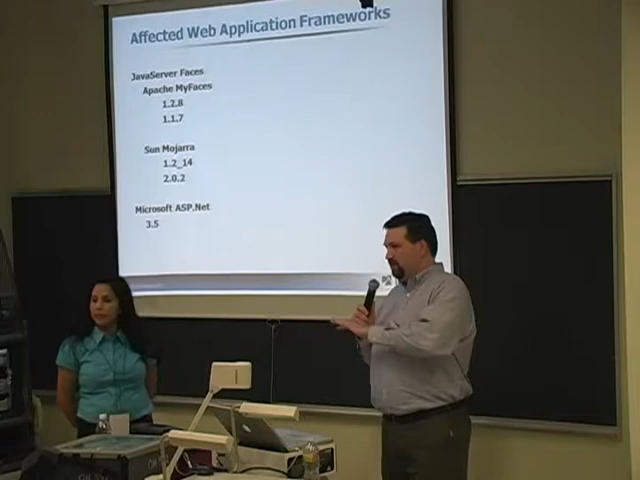 Affected Web Application Frameworks
JavaServer Faces
Apache MyFaces
1.2.8
1.1.7
Sun Mojarra
1.2_14
2.0.2
Microsoft ASP.Net
3.5